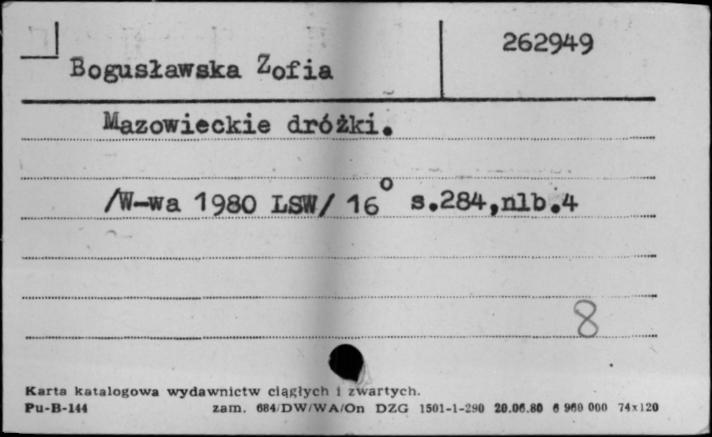 262949
Bogusławska Zofia
Mazowieckie dróżki.
/W-wa 1980 LSW/ 16° s.284,nlb.4
8
Karta katalogowa wydawnictw ciągłych i zwartych.
Pu-B-144 zam. 684/DW/WA/On DZG 1501-1-290 20.06.80 6 960 000 74x120